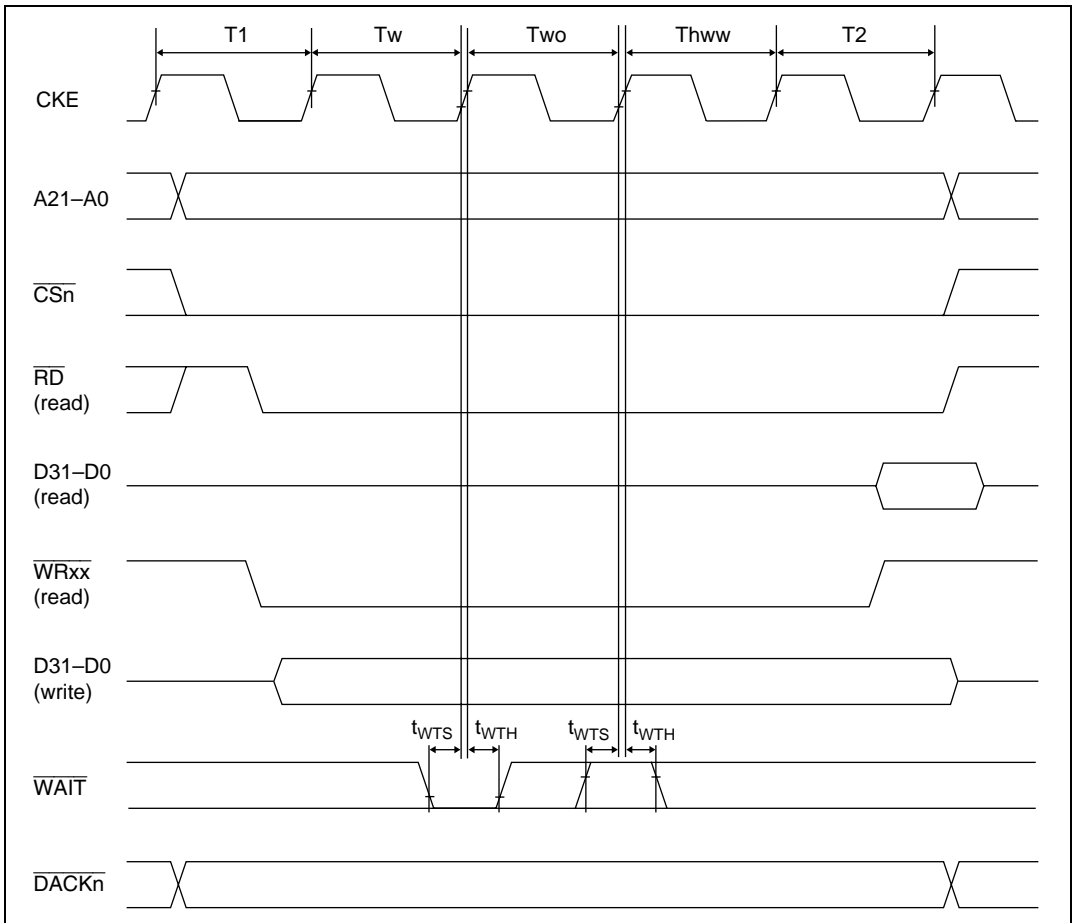 T1 Tw Two Thww T2
CKE
A21–A0
CSn
RD
(read)
D31–D0
(read)
WRxx
(read)
D31–D0
(write)
tWTS tWTH tWTS tWTH
WAIT
DACKn